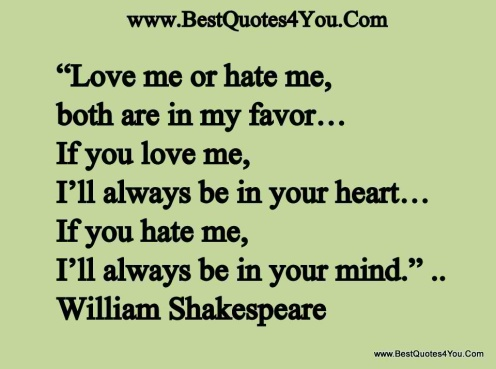 www.BestQuotes4You.Com
“Love me or hate me,
both are in my favor…
If you love me,
I’ll always be in your heart…
If you hate me,
I’ll always be in your mind.” ..
William Shakespeare
www.BestQuotes4You.Com